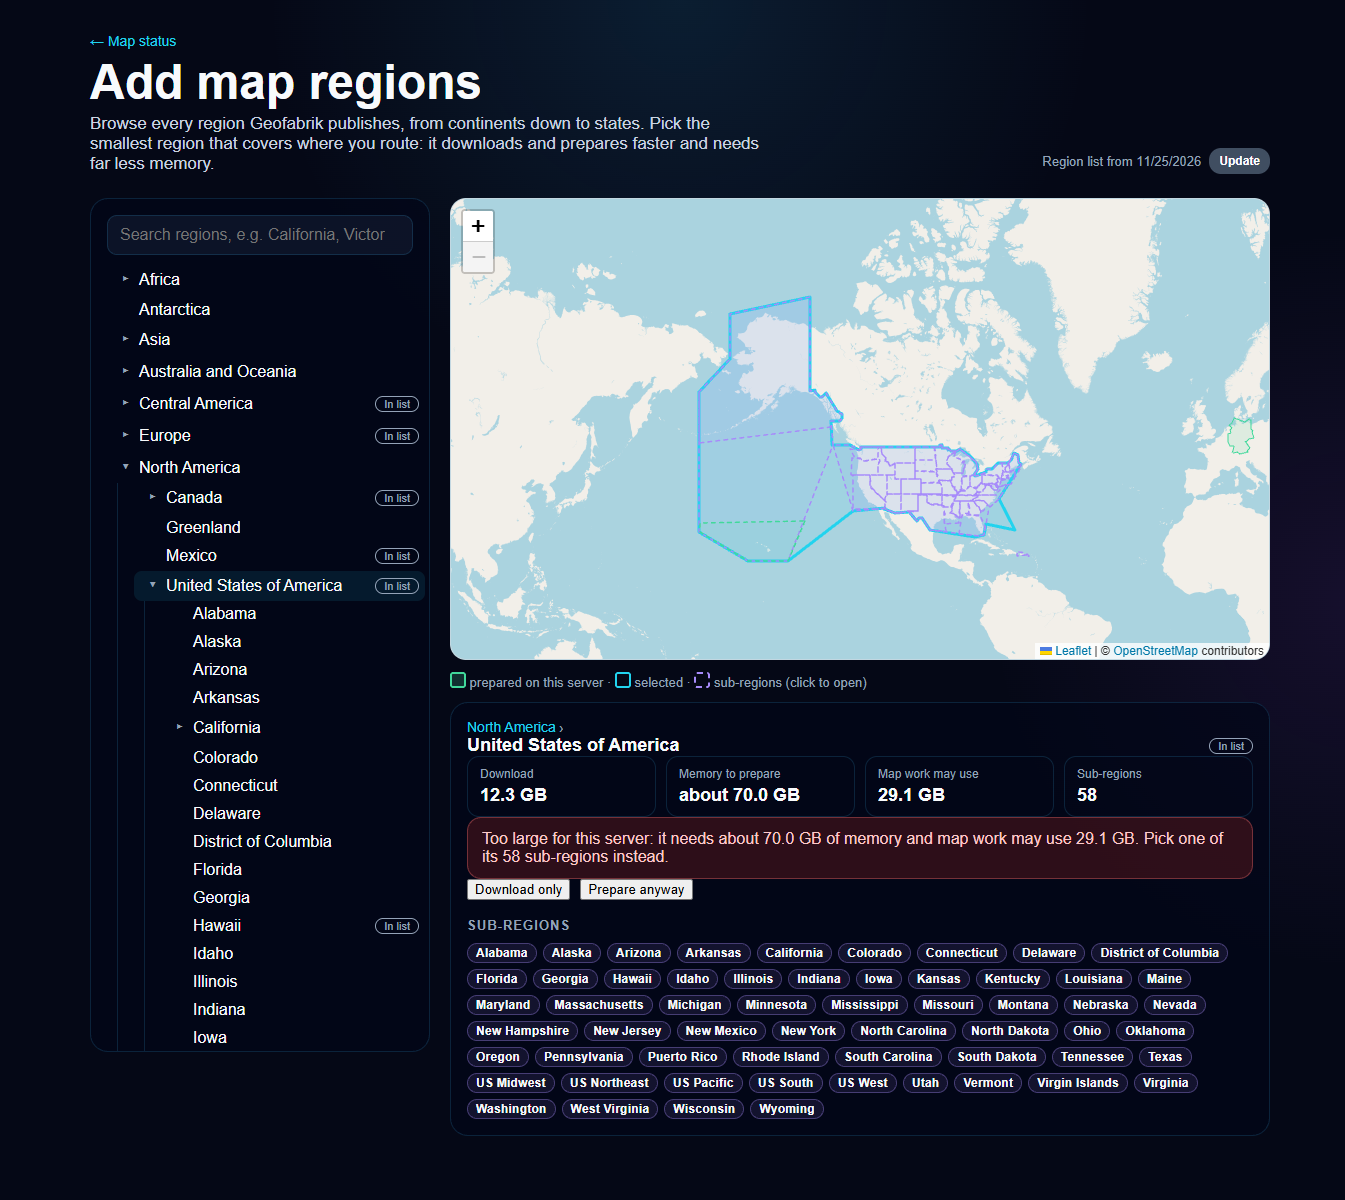 ← Map status
Add map regions
Browse every region Geofabrik publishes, from continents down to states. Pick the
smallest region that covers where you route: it downloads and prepares faster and needs
far less memory.
Region list from 11/25/2026 Update
Search regions, e.g. California, Victor
Africa
Antarctica
Asia
Australia and Oceania
Central America In list
Europe In list
North America
Canada In list
Greenland
Mexico In list
United States of America In list
Alabama
Alaska
Arizona
Arkansas
California
Colorado
Connecticut
Delaware
District of Columbia
Florida
Georgia
Hawaii In list
Idaho
Illinois
Indiana
Iowa
+
−
Leaflet | © OpenStreetMap contributors
prepared on this server · selected · sub-regions (click to open)
North America ›
United States of America In list
Download Memory to prepare Map work may use Sub-regions
12.3 GB about 70.0 GB 29.1 GB 58
Too large for this server: it needs about 70.0 GB of memory and map work may use 29.1 GB. Pick one of
its 58 sub-regions instead.
Download only Prepare anyway
SUB-REGIONS
Alabama Alaska Arizona Arkansas California Colorado Connecticut Delaware District of Columbia
Florida Georgia Hawaii Idaho Illinois Indiana Iowa Kansas Kentucky Louisiana Maine
Maryland Massachusetts Michigan Minnesota Mississippi Missouri Montana Nebraska Nevada
New Hampshire New Jersey New Mexico New York North Carolina North Dakota Ohio Oklahoma
Oregon Pennsylvania Puerto Rico Rhode Island South Carolina South Dakota Tennessee Texas
US Midwest US Northeast US Pacific US South US West Utah Vermont Virgin Islands Virginia
Washington West Virginia Wisconsin Wyoming